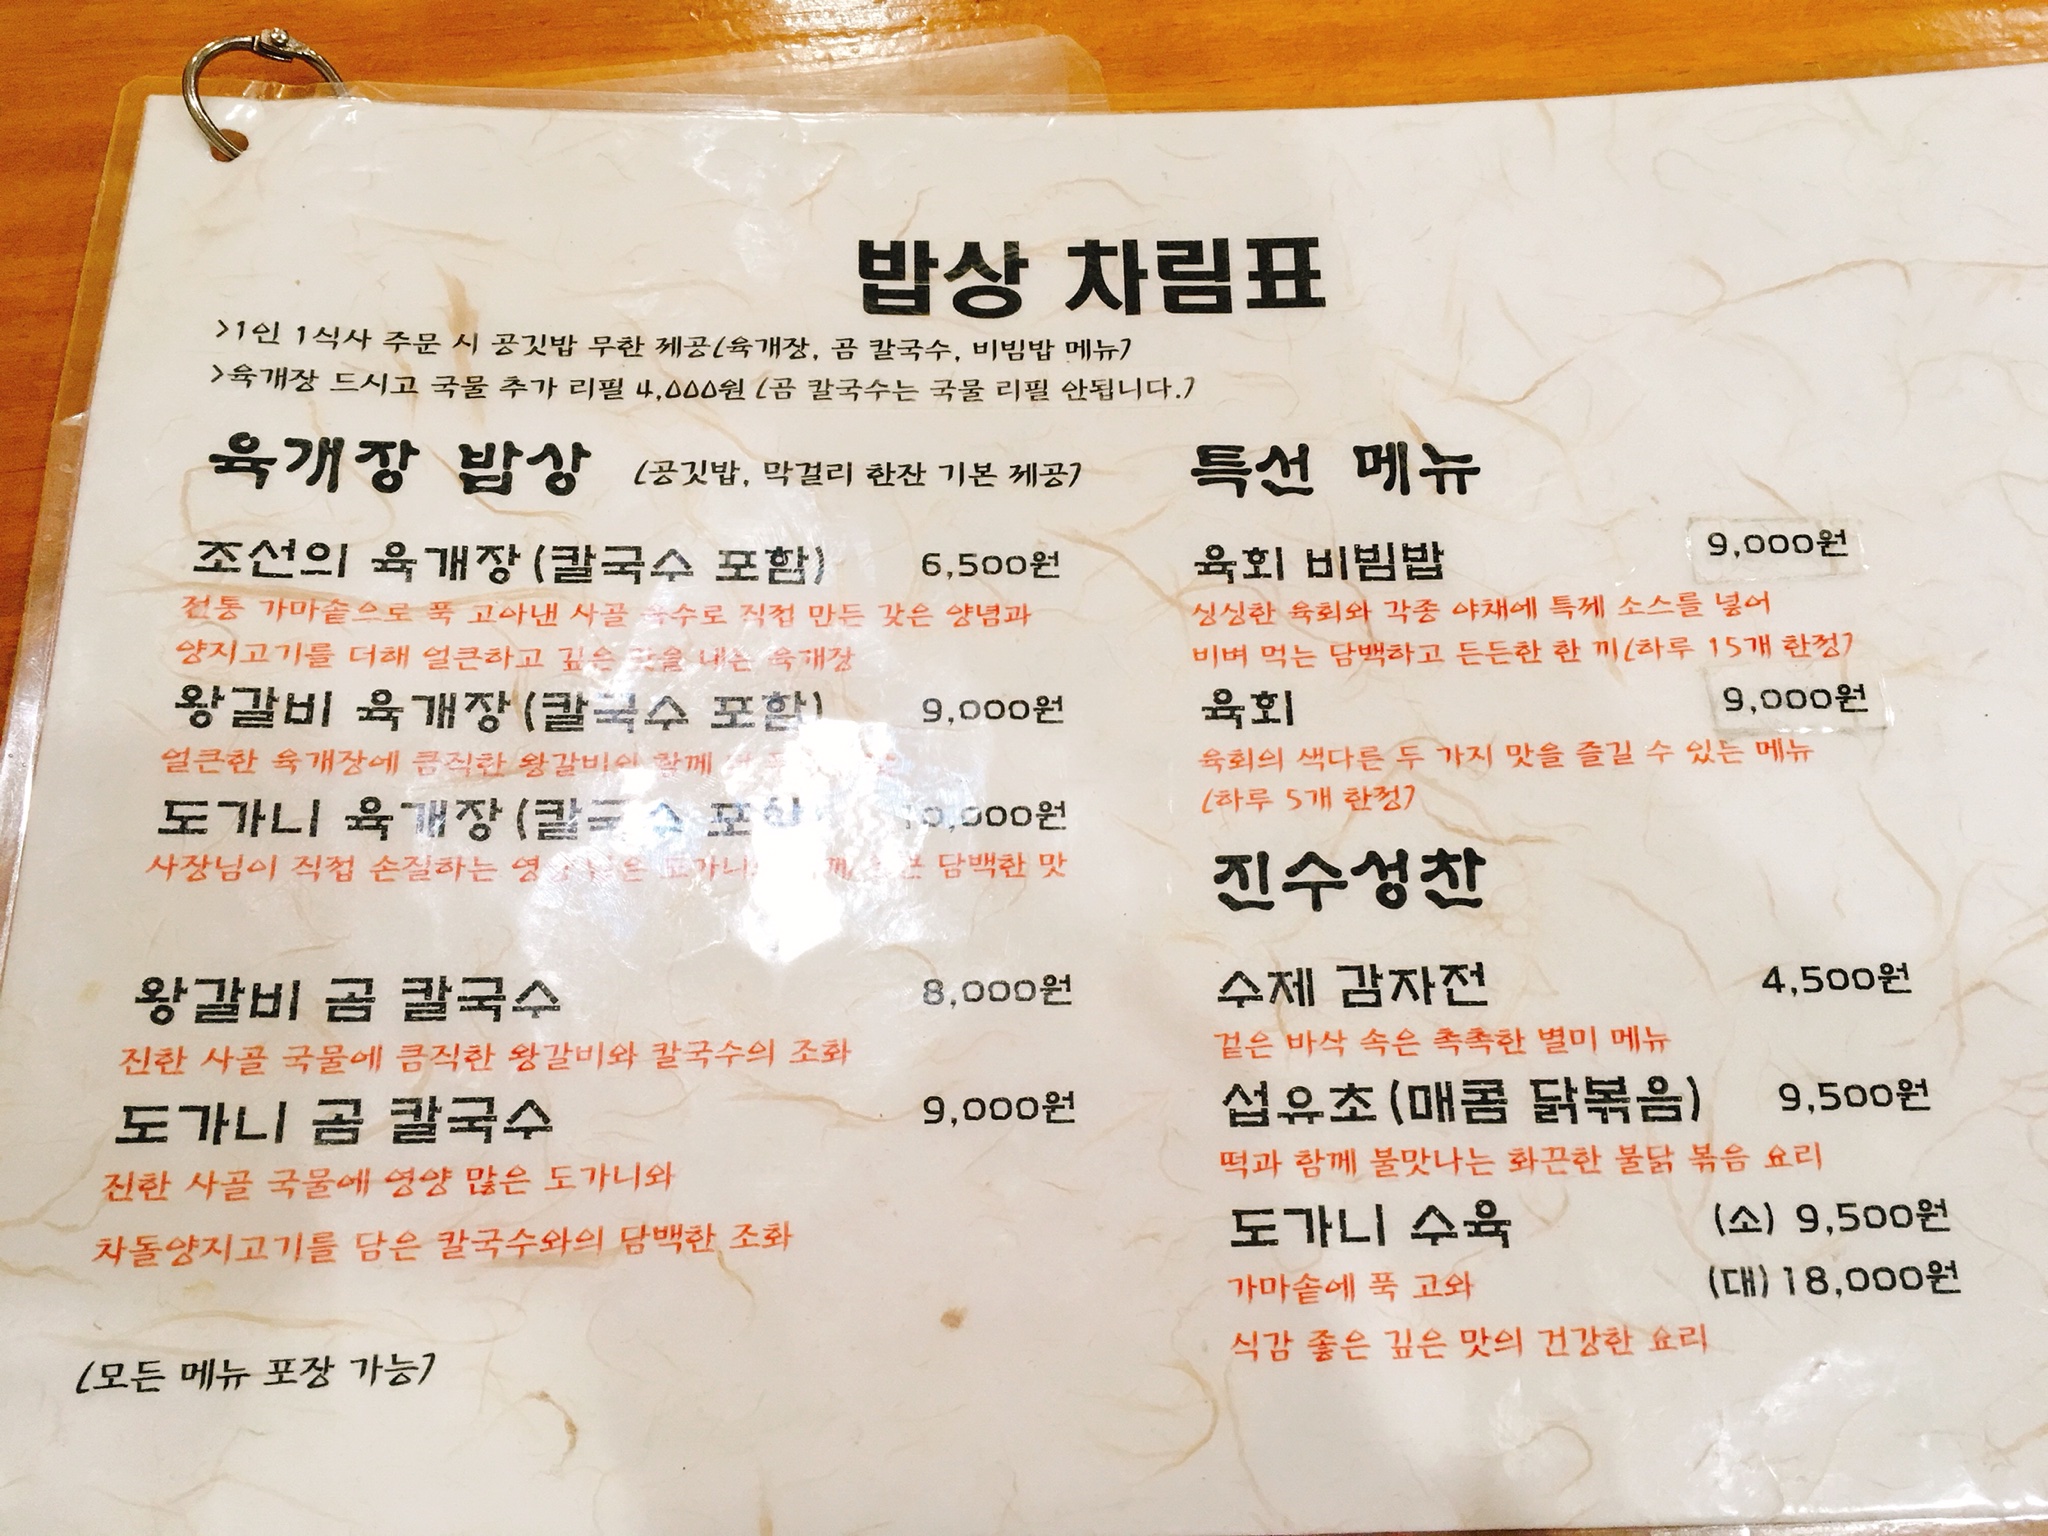 밥상 차림표
>1인 1식사 주문 시 공깃밥 무한 제공(육개장, 곰 칼국수, 비빔밥 메뉴)
>육개장 드시고 국물 추가 리필 4,000원 (곰 칼국수는 국물 리필 안됩니다.)
육개장 밥상 (공깃밥, 막걸리 한잔 기본 제공)
조선의 육개장(칼국수 포함) 6,500원
전통 가마솥으로 푹 고아낸 사골 육수로 직접 만든 갖은 양념과
양지고기를 더해 얼큰하고 깊은 맛을 내는 육개장
왕갈비 육개장(칼국수 포함) 9,000원
얼큰한 육개장에 큼직한 왕갈비와 함께
도가니 육개장(칼국수 포함) 10,000원
사장님이 직접 손질하는 담백한 맛
왕갈비 곰 칼국수 8,000원
진한 사골 국물에 큼직한 왕갈비와 칼국수의 조화
도가니 곰 칼국수 9,000원
진한 사골 국물에 영양 많은 도가니와
차돌양지고기를 담은 칼국수와의 담백한 조화
(모든 메뉴 포장 가능)
특선 메뉴
육회 비빔밥 9,000원
싱싱한 육회와 각종 야채에 특제 소스를 넣어
비벼 먹는 담백하고 든든한 한 끼(하루 15개 한정)
육회 9,000원
육회의 색다른 두 가지 맛을 즐길 수 있는 메뉴
(하루 5개 한정)
진수성찬
수제 감자전 4,500원
겉은 바삭 속은 촉촉한 별미 메뉴
섭유초(매콤 닭볶음) 9,500원
떡과 함께 불맛나는 화끈한 불닭 볶음 요리
도가니 수육 (소) 9,500원
(대) 18,000원
가마솥에 푹 고와
식감 좋은 깊은 맛의 건강한 요리